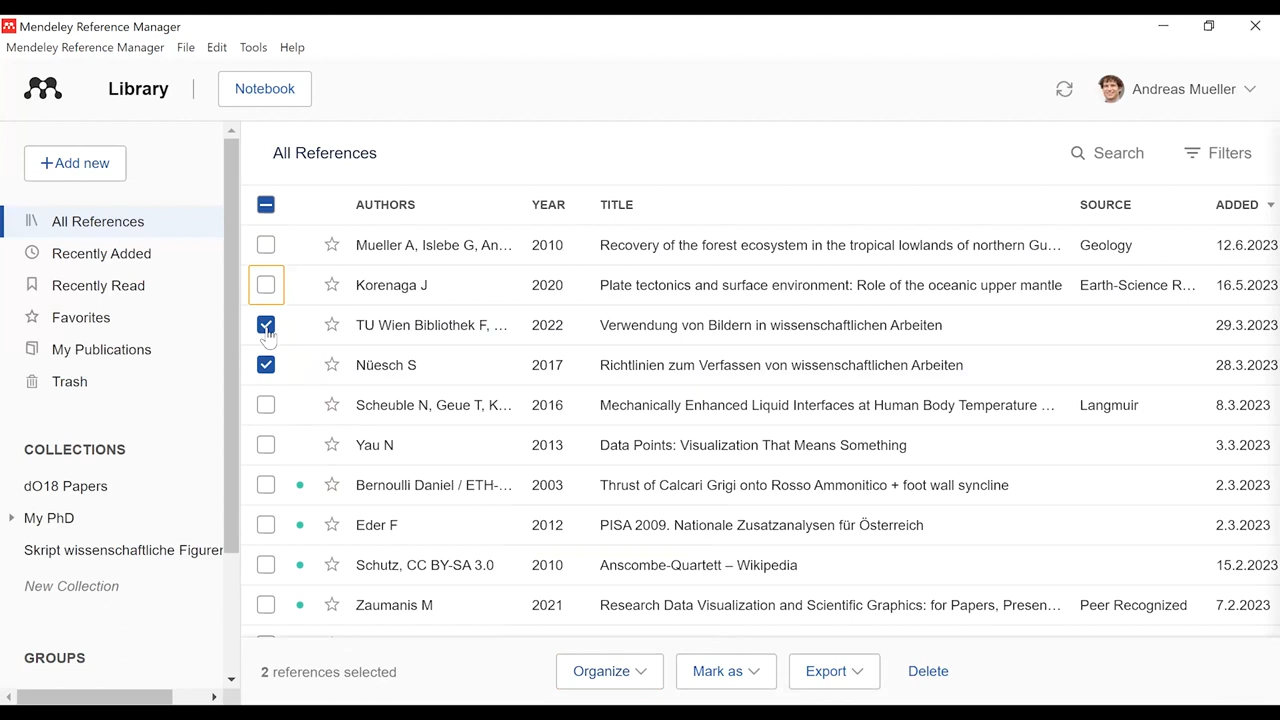 Mendeley Reference Manager
Mendeley Reference Manager File Edit Tools Help
Library Notebook Andreas Mueller
+Add new
All References
Recently Added
Recently Read
Favorites
My Publications
Trash
COLLECTIONS
dO18 Papers
My PhD
Skript wissenschaftliche Figuren
New Collection
GROUPS
All References Search Filters
AUTHORS YEAR TITLE SOURCE ADDED
Mueller A, Islebe G, An... 2010 Recovery of the forest ecosystem in the tropical lowlands of northern Gu... Geology 12.6.2023
Korenaga J 2020 Plate tectonics and surface environment: Role of the oceanic upper mantle Earth-Science R... 16.5.2023
TU Wien Bibliothek F, ... 2022 Verwendung von Bildern in wissenschaftlichen Arbeiten 29.3.2023
Nüesch S 2017 Richtlinien zum Verfassen von wissenschaftlichen Arbeiten 28.3.2023
Scheuble N, Geue T, K... 2016 Mechanically Enhanced Liquid Interfaces at Human Body Temperature ... Langmuir 8.3.2023
Yau N 2013 Data Points: Visualization That Means Something 3.3.2023
Bernoulli Daniel / ETH-... 2003 Thrust of Calcari Grigi onto Rosso Ammonitico + foot wall syncline 2.3.2023
Eder F 2012 PISA 2009. Nationale Zusatzanalysen für Österreich 2.3.2023
Schutz, CC BY-SA 3.0 2010 Anscombe-Quartett – Wikipedia 15.2.2023
Zaumanis M 2021 Research Data Visualization and Scientific Graphics: for Papers, Presen... Peer Recognized 7.2.2023
2 references selected Organize Mark as Export Delete